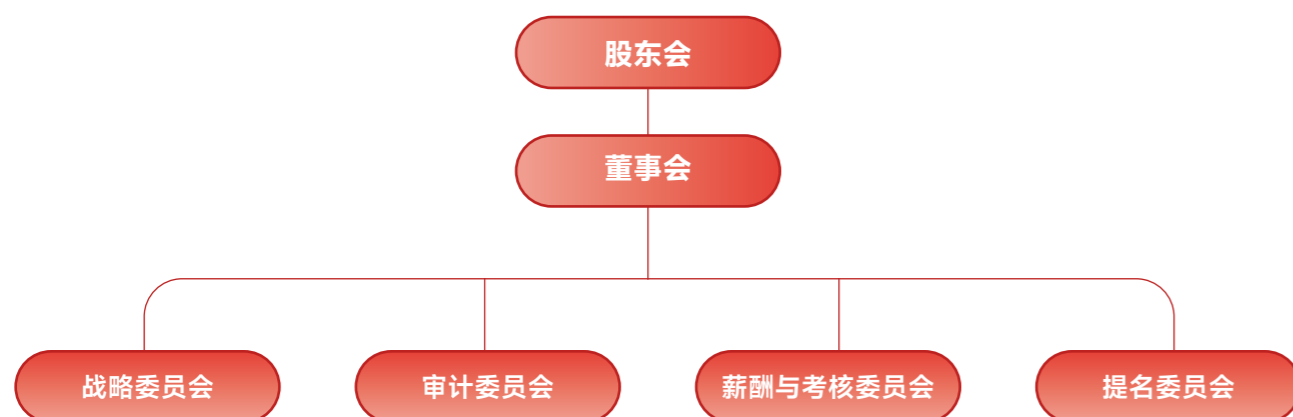 股东会
董事会
战略委员会
审计委员会
薪酬与考核委员会
提名委员会